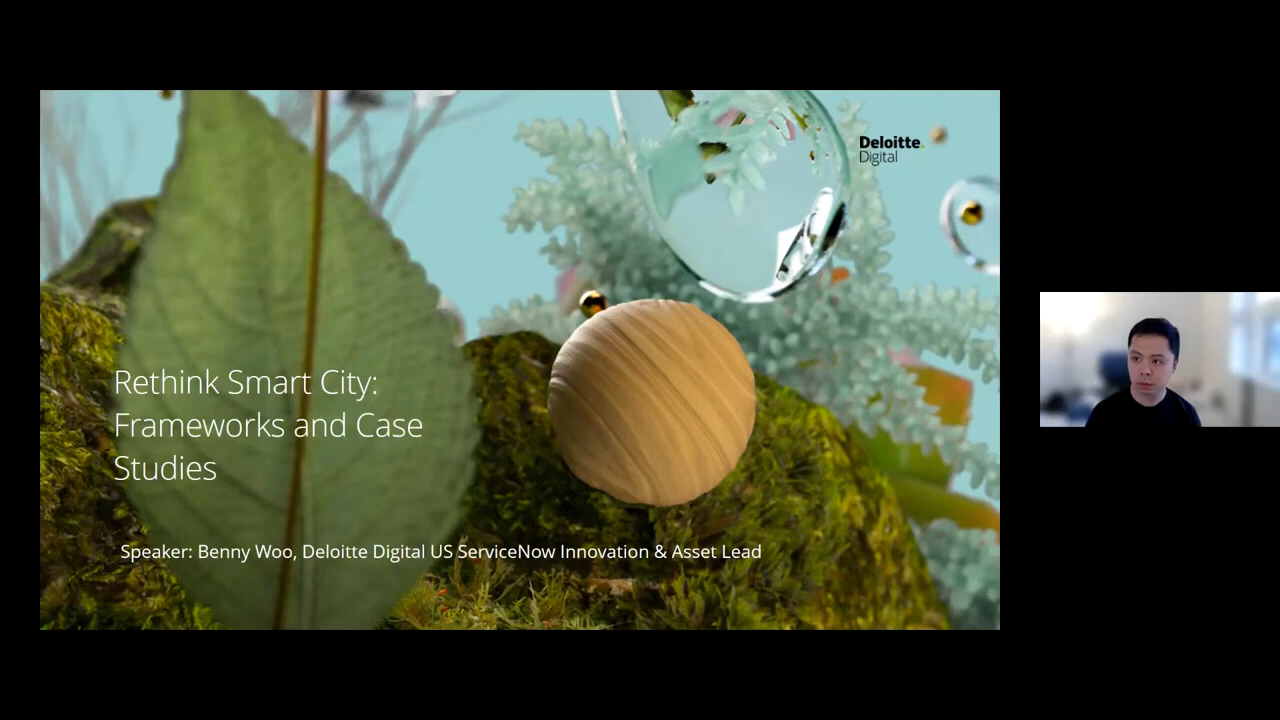 Deloitte.
Digital
Rethink Smart City:
Frameworks and Case
Studies
Speaker: Benny Woo, Deloitte Digital US ServiceNow Innovation & Asset Lead